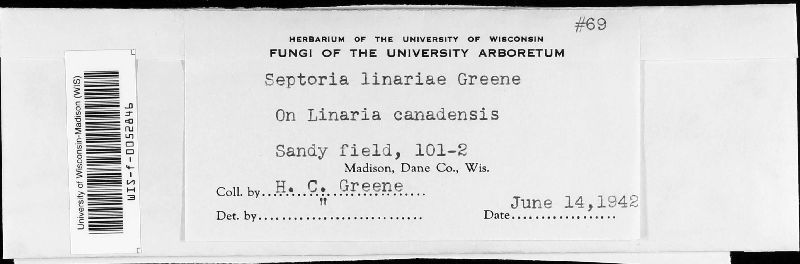 #69
HERBARIUM OF THE UNIVERSITY OF WISCONSIN
FUNGI OF THE UNIVERSITY ARBORETUM
Septoria linariae Greene
On Linaria canadensis
Sandy field, 101-2
Madison, Dane Co., Wis.
Coll. by H. C. Greene
Det. by "
Date June 14,1942
University of Wisconsin-Madison (WIS)
WIS-f-0052846